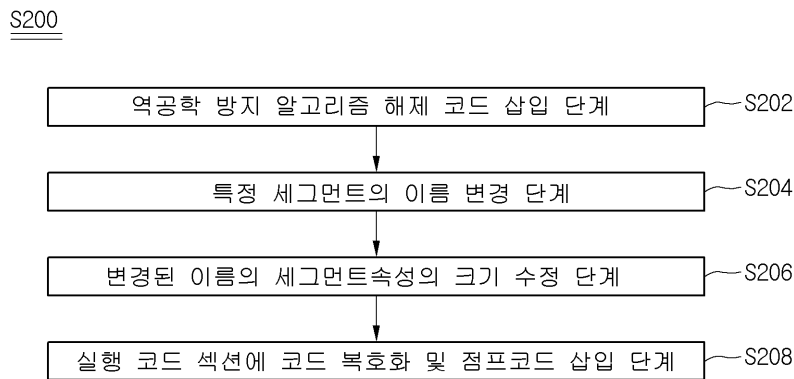 S200
역공학 방지 알고리즘 해제 코드 삽입 단계 S202
특정 세그먼트의 이름 변경 단계 S204
변경된 이름의 세그먼트속성의 크기 수정 단계 S206
실행 코드 섹션에 코드 복호화 및 점프코드 삽입 단계 S208